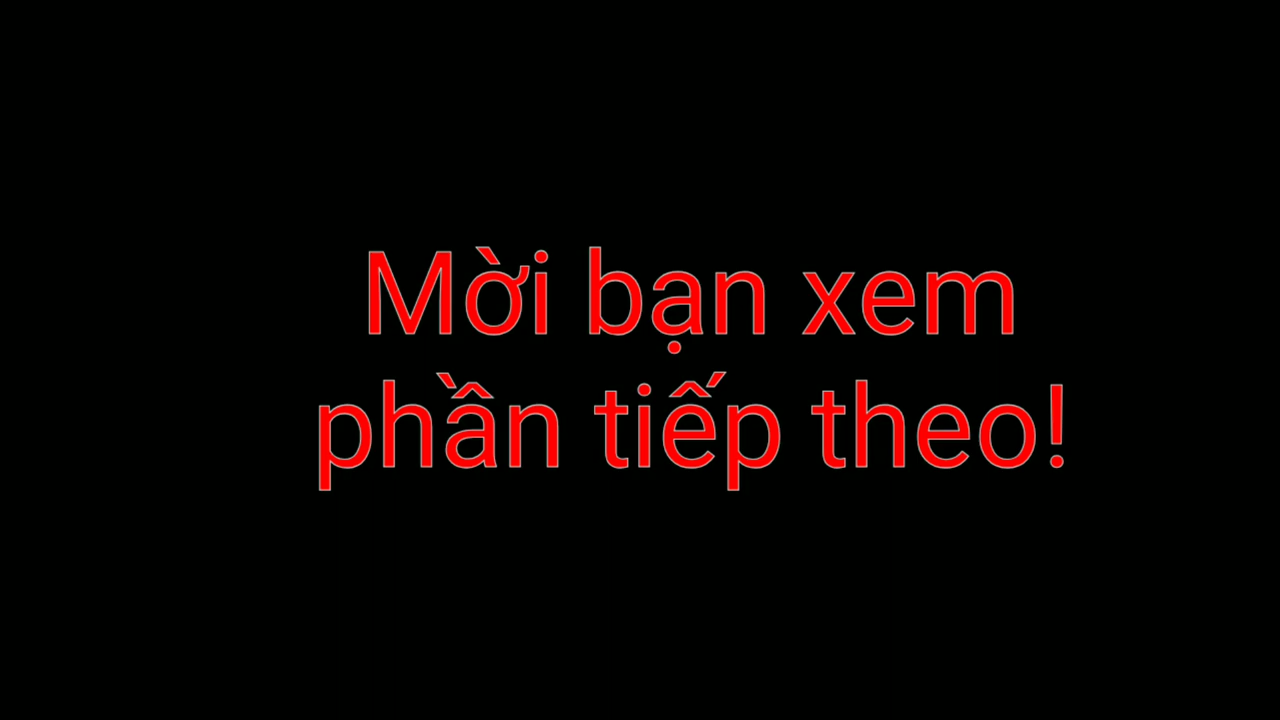 Mời bạn xem
phần tiếp theo!